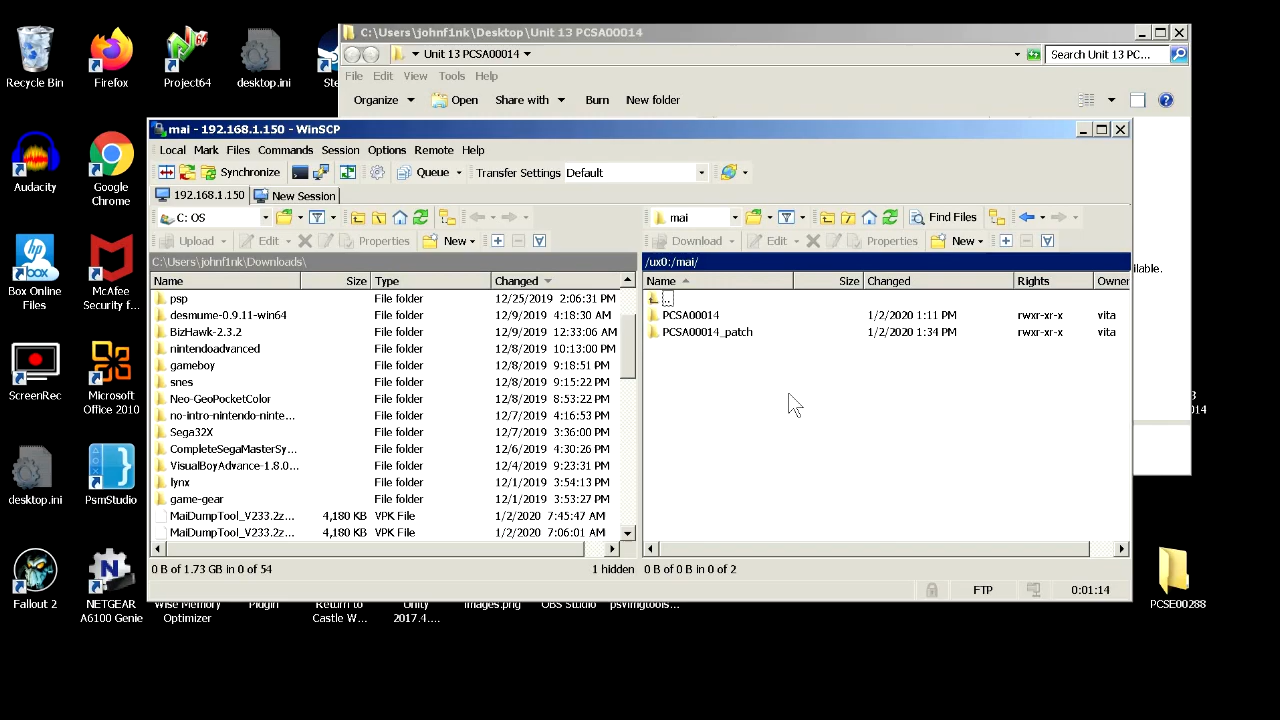 C:\Users\johnf1nk\Desktop\Unit 13 PCSA00014
Unit 13 PCSA00014
Search Unit 13 PC...
File Edit View Tools Help
Organize Open Share with Burn New folder
Recycle Bin
Firefox
Project64
desktop.ini
Ste
mai - 192.168.1.150 - WinSCP
Local Mark Files Commands Session Options Remote Help
Synchronize Queue Transfer Settings Default
192.168.1.150 New Session
C: OS
mai Find Files
Upload Edit Properties New
Download Edit Properties New
C:\Users\johnf1nk\Downloads\
/ux0:/mai/
Name Size Type Changed
Name Size Changed Rights Owner
psp File folder 12/25/2019 2:06:31 PM
desmume-0.9.11-win64 File folder 12/9/2019 4:18:30 AM
BizHawk-2.3.2 File folder 12/9/2019 12:33:06 AM
nintendoadvanced File folder 12/8/2019 10:13:00 PM
gameboy File folder 12/8/2019 9:18:51 PM
snes File folder 12/8/2019 9:15:22 PM
Neo-GeoPocketColor File folder 12/8/2019 8:53:22 PM
no-intro-nintendo-ninte... File folder 12/7/2019 4:16:53 PM
Sega32X File folder 12/7/2019 3:36:00 PM
CompleteSegaMasterSy... File folder 12/6/2019 4:30:26 PM
VisualBoyAdvance-1.8.0... File folder 12/4/2019 9:23:31 PM
lynx File folder 12/1/2019 3:54:13 PM
game-gear File folder 12/1/2019 3:53:27 PM
MaiDumpTool_V233.2z... 4,180 KB VPK File 1/2/2020 7:45:47 AM
MaiDumpTool_V233.2z... 4,180 KB VPK File 1/2/2020 7:06:01 AM
..
PCSA00014 1/2/2020 1:11 PM rwxr-xr-x vita
PCSA00014_patch 1/2/2020 1:34 PM rwxr-xr-x vita
0 B of 1.73 GB in 0 of 54 1 hidden
0 B of 0 B in 0 of 2
FTP 0:01:14
ilable.
3
014
Audacity
Google
Chrome
Box Online
Files
McAfee
Security f...
ScreenRec
Microsoft
Office 2010
desktop.ini
PsmStudio
Fallout 2
NETGEAR
A6100 Genie
Wise Memory
Optimizer
Plugin
Return to
Castle W...
Unity
2017.4....
images.png
OBS Studio
psvimgtools...
PCSE00288